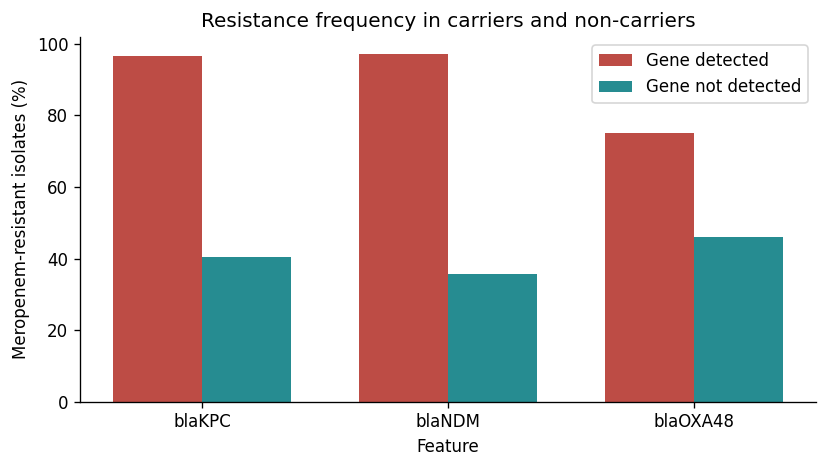 Resistance frequency in carriers and non-carriers
Gene detected
Gene not detected
Meropenem-resistant isolates (%)
100
80
60
40
20
0
blaKPC
blaNDM
blaOXA48
Feature